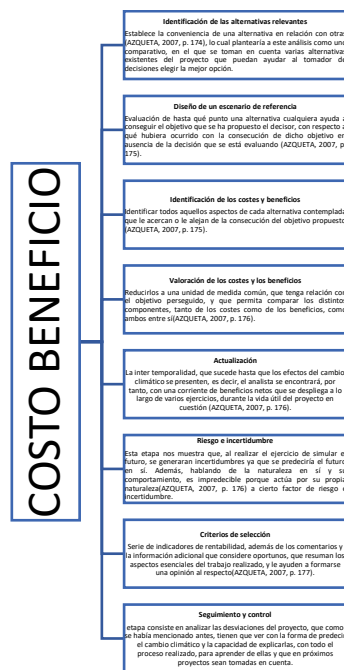 COSTO BENEFICIO
Identificación de las alternativas relevantes
Establece la conveniencia de una alternativa en relación con otras
(AZQUETA, 2007, p. 174), lo cual plantearía a este análisis como uno
comparativo, en el que se toman en cuenta varias alternativas
existentes del proyecto que puedan ayudar al tomador de
decisiones elegir la mejor opción.
Diseño de un escenario de referencia
Evaluación de hasta qué punto una alternativa cualquiera ayuda a
conseguir el objetivo que se ha propuesto el decisor, con respecto a
qué hubiera ocurrido con la consecución de dicho objetivo en
ausencia de la decisión que se está evaluando (AZQUETA, 2007, p.
175).
Identificación de los costes y beneficios
Identificar todos aquellos aspectos de cada alternativa contemplada
que le acercan o le alejan de la consecución del objetivo propuesto
(AZQUETA, 2007, p. 175).
Valoración de los costes y los beneficios
Reducirlos a una unidad de medida común, que tenga relación con
el objetivo perseguido, y que permita comparar los distintos
componentes, tanto de los costes como de los beneficios, como
ambos entre sí(AZQUETA, 2007, p. 176).
Actualización
La inter temporalidad, que sucede hasta que los efectos del cambio
climático se presenten, es decir, el analista se encontrará, por
tanto, con una corriente de beneficios netos que se despliega a lo
largo de varios ejercicios, durante la vida útil del proyecto en
cuestión (AZQUETA, 2007, p. 176).
Riesgo e incertidumbre
Esta etapa nos muestra que, al realizar el ejercicio de simular el
futuro, se generaran incertidumbres ya que se predeciría el futuro
en sí. Además, hablando de la naturaleza en sí y su
comportamiento, es impredecible porque actúa por su propia
naturaleza(AZQUETA, 2007, p. 176) a cierto factor de riesgo e
incertidumbre.
Criterios de selección
Serie de indicadores de rentabilidad, además de los comentarios y
la información adicional que considere oportunos, que resuman los
aspectos esenciales del trabajo realizado, y le ayuden a formarse
una opinión al respecto(AZQUETA, 2007, p. 177).
Seguimiento y control
etapa consiste en analizar las desviaciones del proyecto, que como
se había mencionado antes, tienen que ver con la forma de predecir
el cambio climático y la capacidad de explicarlas, con todo el
proceso realizado, para aprender de ellas y que en próximos
proyectos sean tomadas en cuenta.